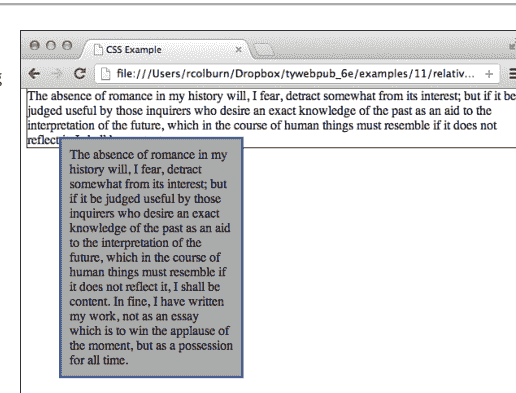 CSS Example
file:///Users/rcolburn/Dropbox/tywebpub_6e/examples/11/relativ...
The absence of romance in my history will, I fear, detract somewhat from its interest; but if it be
judged useful by those inquirers who desire an exact knowledge of the past as an aid to the
interpretation of the future, which in the course of human things must resemble if it does not
reflect
The absence of romance in my
history will, I fear, detract
somewhat from its interest; but
if it be judged useful by those
inquirers who desire an exact
knowledge of the past as an aid
to the interpretation of the
future, which in the course of
human things must resemble if
it does not reflect it, I shall be
content. In fine, I have written
my work, not as an essay
which is to win the applause of
the moment, but as a possession
for all time.